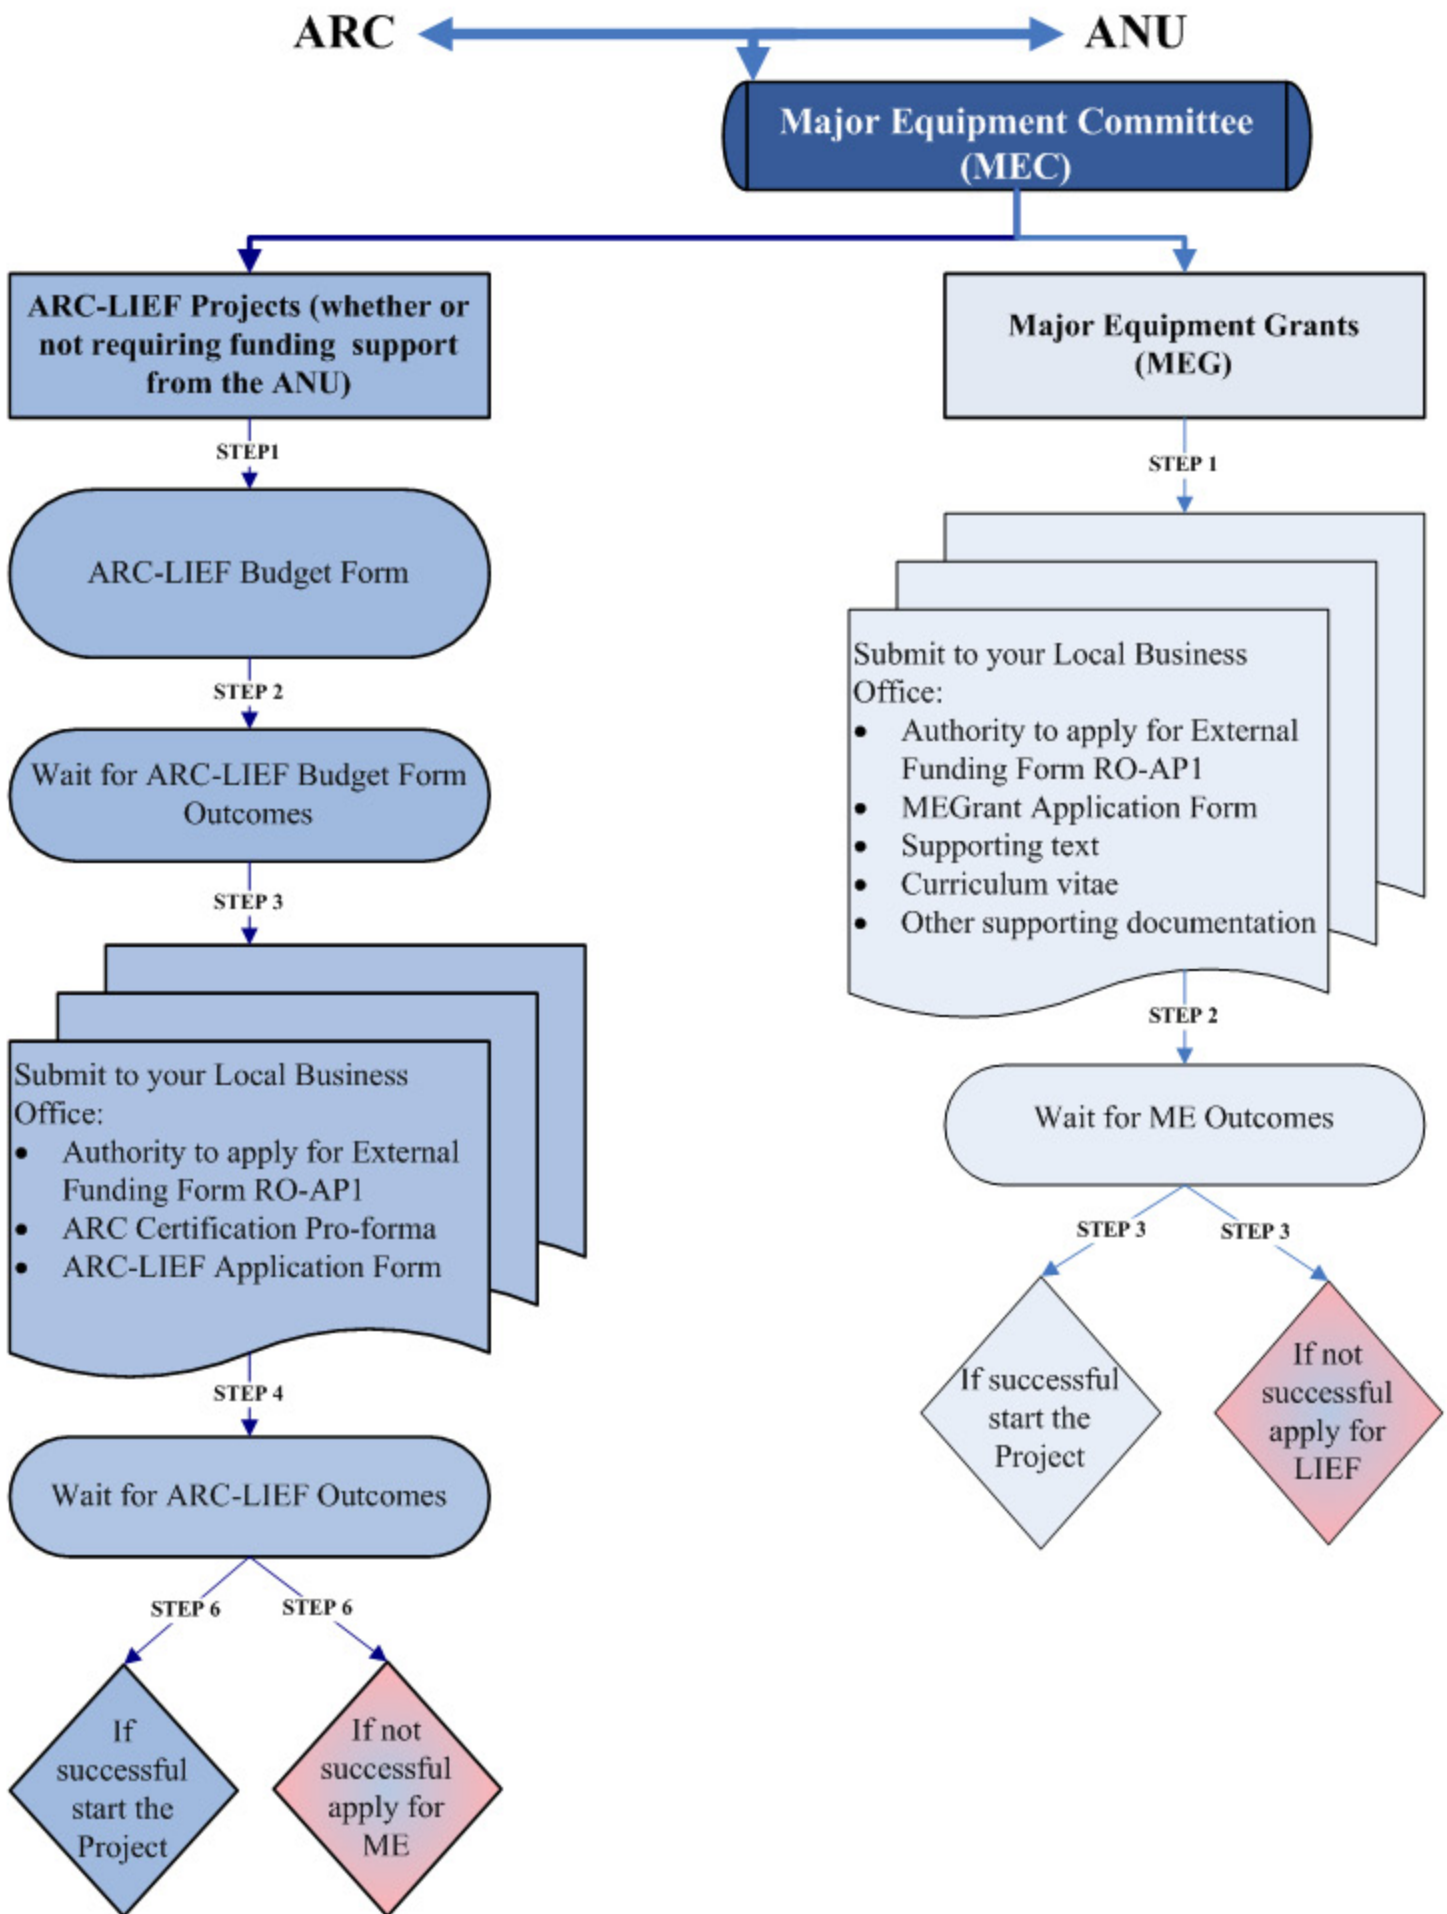 ARC
ANU
Major Equipment Committee
(MEC)
ARC-LIEF Projects (whether or
not requiring funding support
from the ANU)
STEP1
ARC-LIEF Budget Form
STEP 2
Wait for ARC-LIEF Budget Form
Outcomes
STEP 3
Submit to your Local Business
Office:
• Authority to apply for External
Funding Form RO-AP1
• ARC Certification Pro-forma
• ARC-LIEF Application Form
STEP 4
Wait for ARC-LIEF Outcomes
STEP 6
STEP 6
If
successful
start the
Project
If not
successful
apply for
ME
Major Equipment Grants
(MEG)
STEP 1
Submit to your Local Business
Office:
• Authority to apply for External
Funding Form RO-AP1
• MEGrant Application Form
• Supporting text
• Curriculum vitae
• Other supporting documentation
STEP 2
Wait for ME Outcomes
STEP 3
STEP 3
If successful
start the
Project
If not
successful
apply for
LIEF